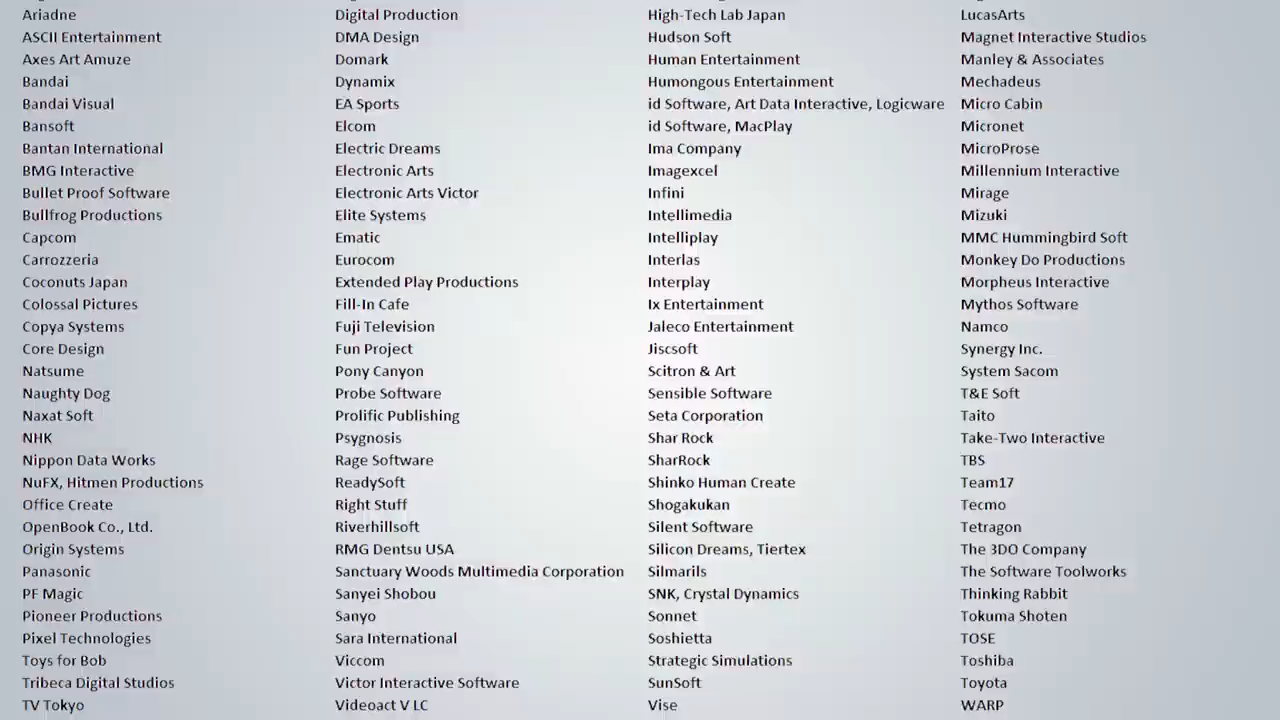 Ariadne
ASCII Entertainment
Axes Art Amuze
Bandai
Bandai Visual
Bansoft
Bantan International
BMG Interactive
Bullet Proof Software
Bullfrog Productions
Capcom
Carrozzeria
Coconuts Japan
Colossal Pictures
Copya Systems
Core Design
Natsume
Naughty Dog
Naxat Soft
NHK
Nippon Data Works
NuFX, Hitmen Productions
Office Create
OpenBook Co., Ltd.
Origin Systems
Panasonic
PF Magic
Pioneer Productions
Pixel Technologies
Toys for Bob
Tribeca Digital Studios
TV Tokyo
Digital Production
DMA Design
Domark
Dynamix
EA Sports
Elcom
Electric Dreams
Electronic Arts
Electronic Arts Victor
Elite Systems
Ematic
Eurocom
Extended Play Productions
Fill-In Cafe
Fuji Television
Fun Project
Pony Canyon
Probe Software
Prolific Publishing
Psygnosis
Rage Software
ReadySoft
Right Stuff
Riverhillsoft
RMG Dentsu USA
Sanctuary Woods Multimedia Corporation
Sanyei Shobou
Sanyo
Sara International
Viccom
Victor Interactive Software
Videoact V LC
High-Tech Lab Japan
Hudson Soft
Human Entertainment
Humongous Entertainment
id Software, Art Data Interactive, Logicware
id Software, MacPlay
Ima Company
Imagexcel
Infini
Intellimedia
Intelliplay
Interlas
Interplay
Ix Entertainment
Jaleco Entertainment
Jiscsoft
Scitron & Art
Sensible Software
Seta Corporation
Shar Rock
SharRock
Shinko Human Create
Shogakukan
Silent Software
Silicon Dreams, Tiertex
Silmarils
SNK, Crystal Dynamics
Sonnet
Soshietta
Strategic Simulations
SunSoft
Vise
LucasArts
Magnet Interactive Studios
Manley & Associates
Mechadeus
Micro Cabin
Micronet
MicroProse
Millennium Interactive
Mirage
Mizuki
MMC Hummingbird Soft
Monkey Do Productions
Morpheus Interactive
Mythos Software
Namco
Synergy Inc.
System Sacom
T&E Soft
Taito
Take-Two Interactive
TBS
Team17
Tecmo
Tetragon
The 3DO Company
The Software Toolworks
Thinking Rabbit
Tokuma Shoten
TOSE
Toshiba
Toyota
WARP